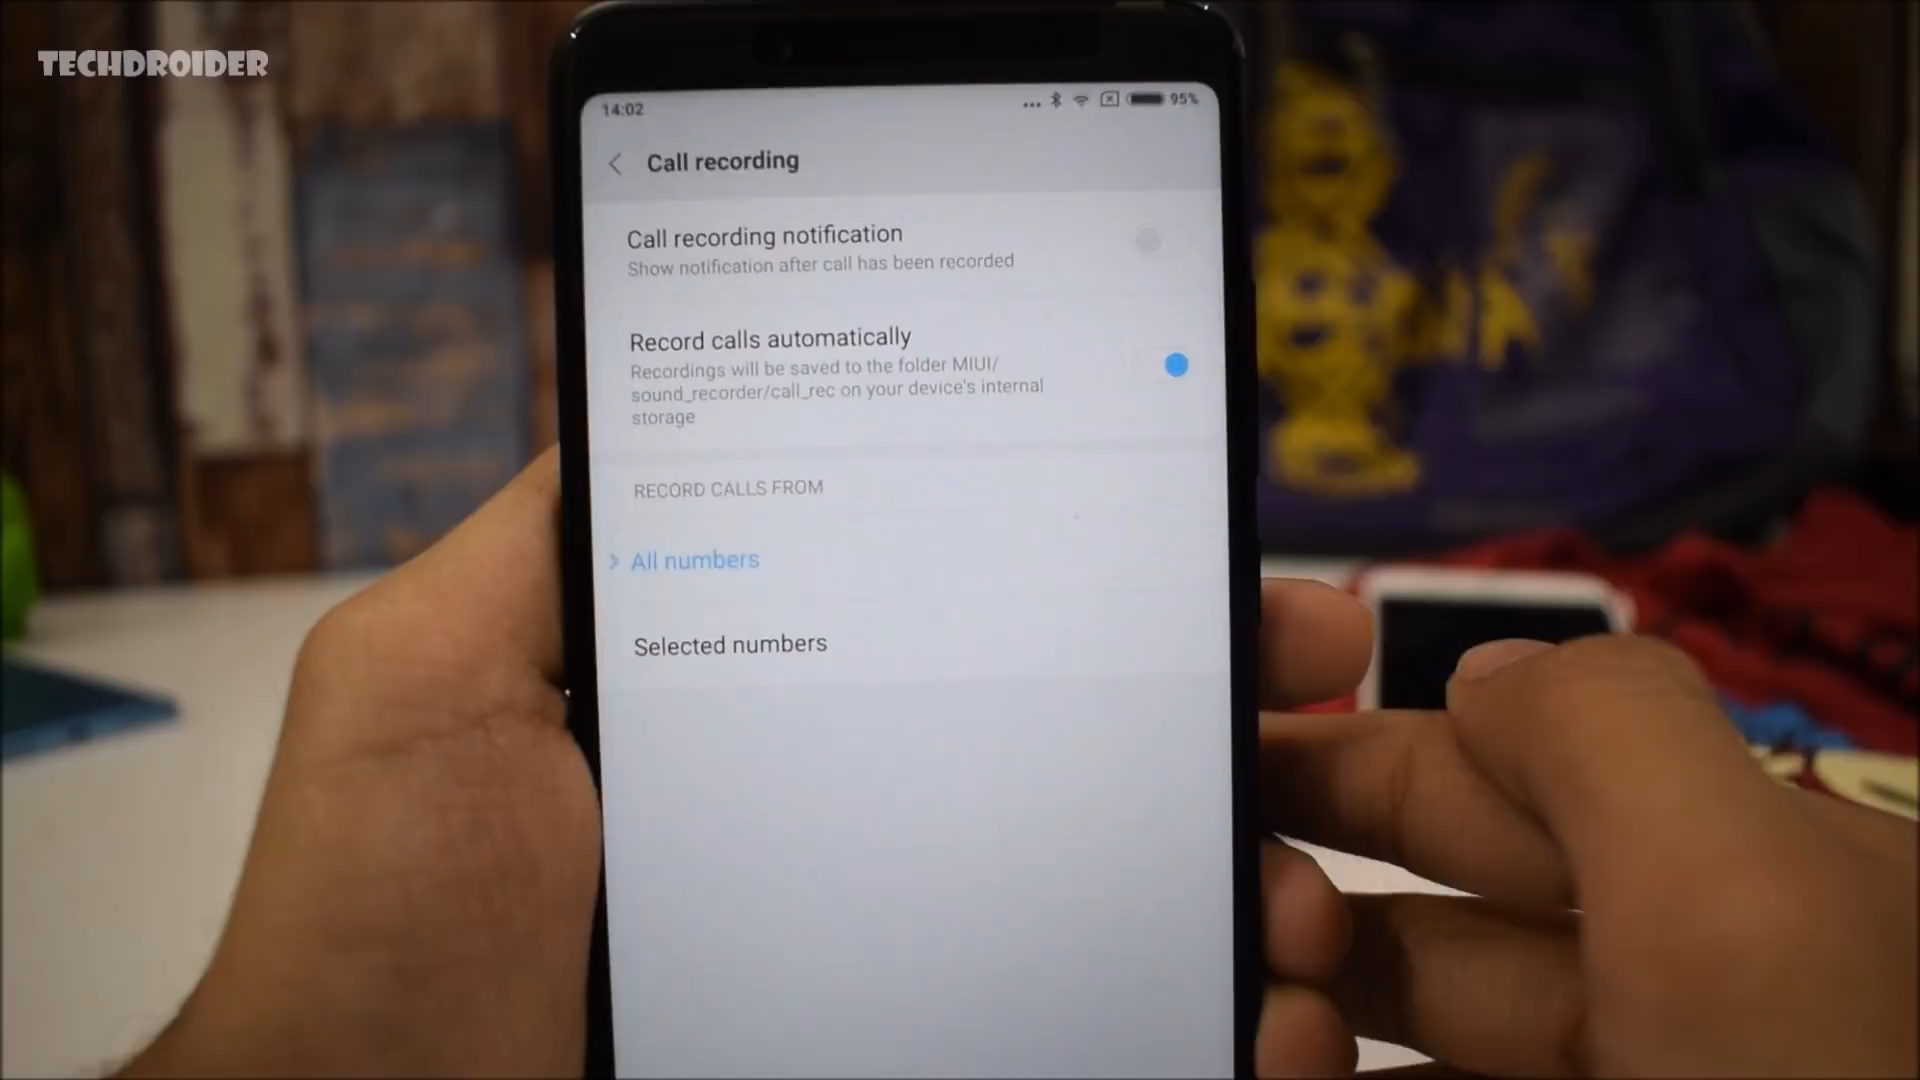 TECHDROIDER
14:02
95%
Call recording
Call recording notification
Show notification after call has been recorded
Record calls automatically
Recordings will be saved to the folder MIUI/
sound_recorder/call_rec on your device's internal
storage
RECORD CALLS FROM
All numbers
Selected numbers